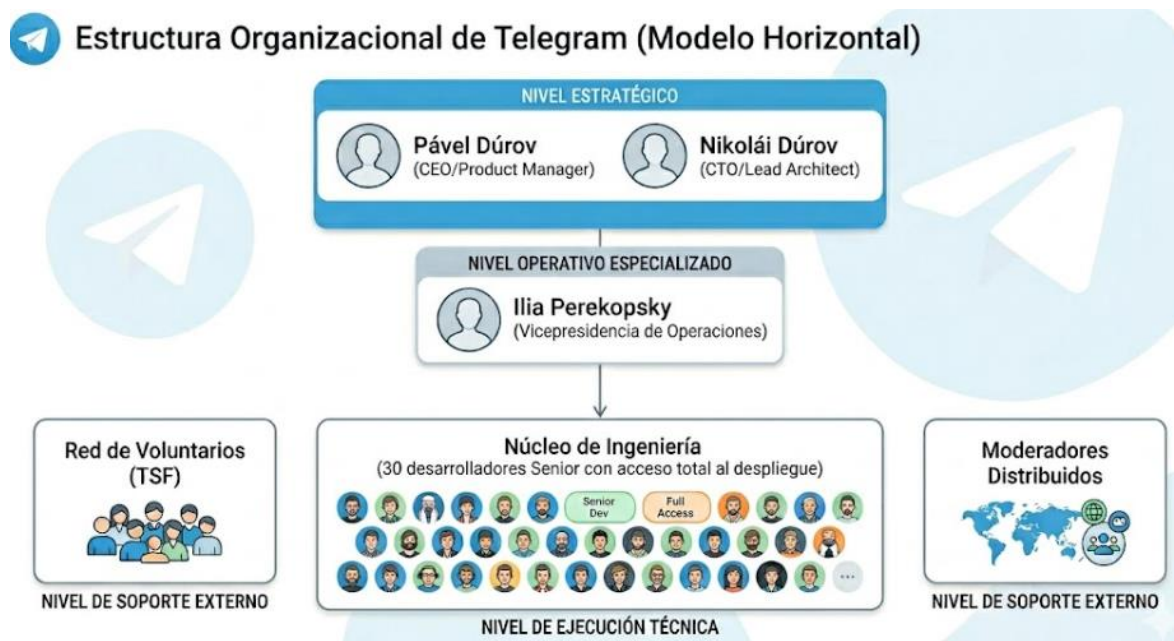 Estructura Organizacional de Telegram (Modelo Horizontal)
NIVEL ESTRATÉGICO
Pável Dúrov
(CEO/Product Manager)
Nikolái Dúrov
(CTO/Lead Architect)
NIVEL OPERATIVO ESPECIALIZADO
Ilia Perekopsky
(Vicepresidencia de Operaciones)
Red de Voluntarios
(TSF)
NIVEL DE SOPORTE EXTERNO
Núcleo de Ingeniería
(30 desarrolladores Senior con acceso total al despliegue)
Senior
Dev
Full
Access
NIVEL DE EJECUCIÓN TÉCNICA
Moderadores
Distribuidos
NIVEL DE SOPORTE EXTERNO